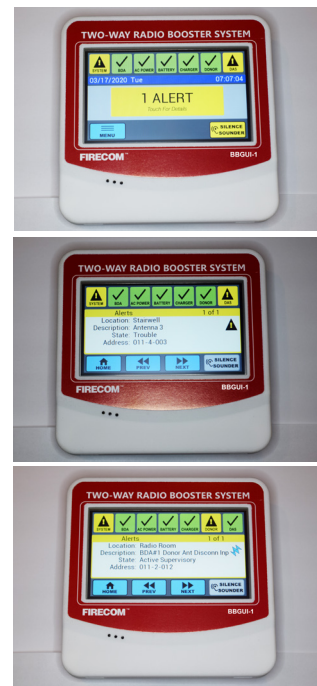 TWO-WAY RADIO BOOSTER SYSTEM
SYSTEM BDA AC POWER BATTERY CHARGER DONOR DAS
03/17/2020 Tue 07:07:04
1 ALERT
Touch For Details
MENU
SILENCE SOUNDER
FIRECOM™ BBGUI-1
TWO-WAY RADIO BOOSTER SYSTEM
SYSTEM BDA AC POWER BATTERY CHARGER DONOR DAS
Alerts 1 of 1
Location: Stairwell
Description: Antenna 3
State: Trouble
Address: 011-4-003
HOME PREV NEXT SILENCE SOUNDER
FIRECOM™ BBGUI-1
TWO-WAY RADIO BOOSTER SYSTEM
SYSTEM BDA AC POWER BATTERY CHARGER DONOR DAS
Alerts 1 of 1
Location: Radio Room
Description: BDA#1 Donor Ant Disconn Inp
State: Active Supervisory
Address: 011-2-012
HOME PREV NEXT SILENCE SOUNDER
FIRECOM™ BBGUI-1